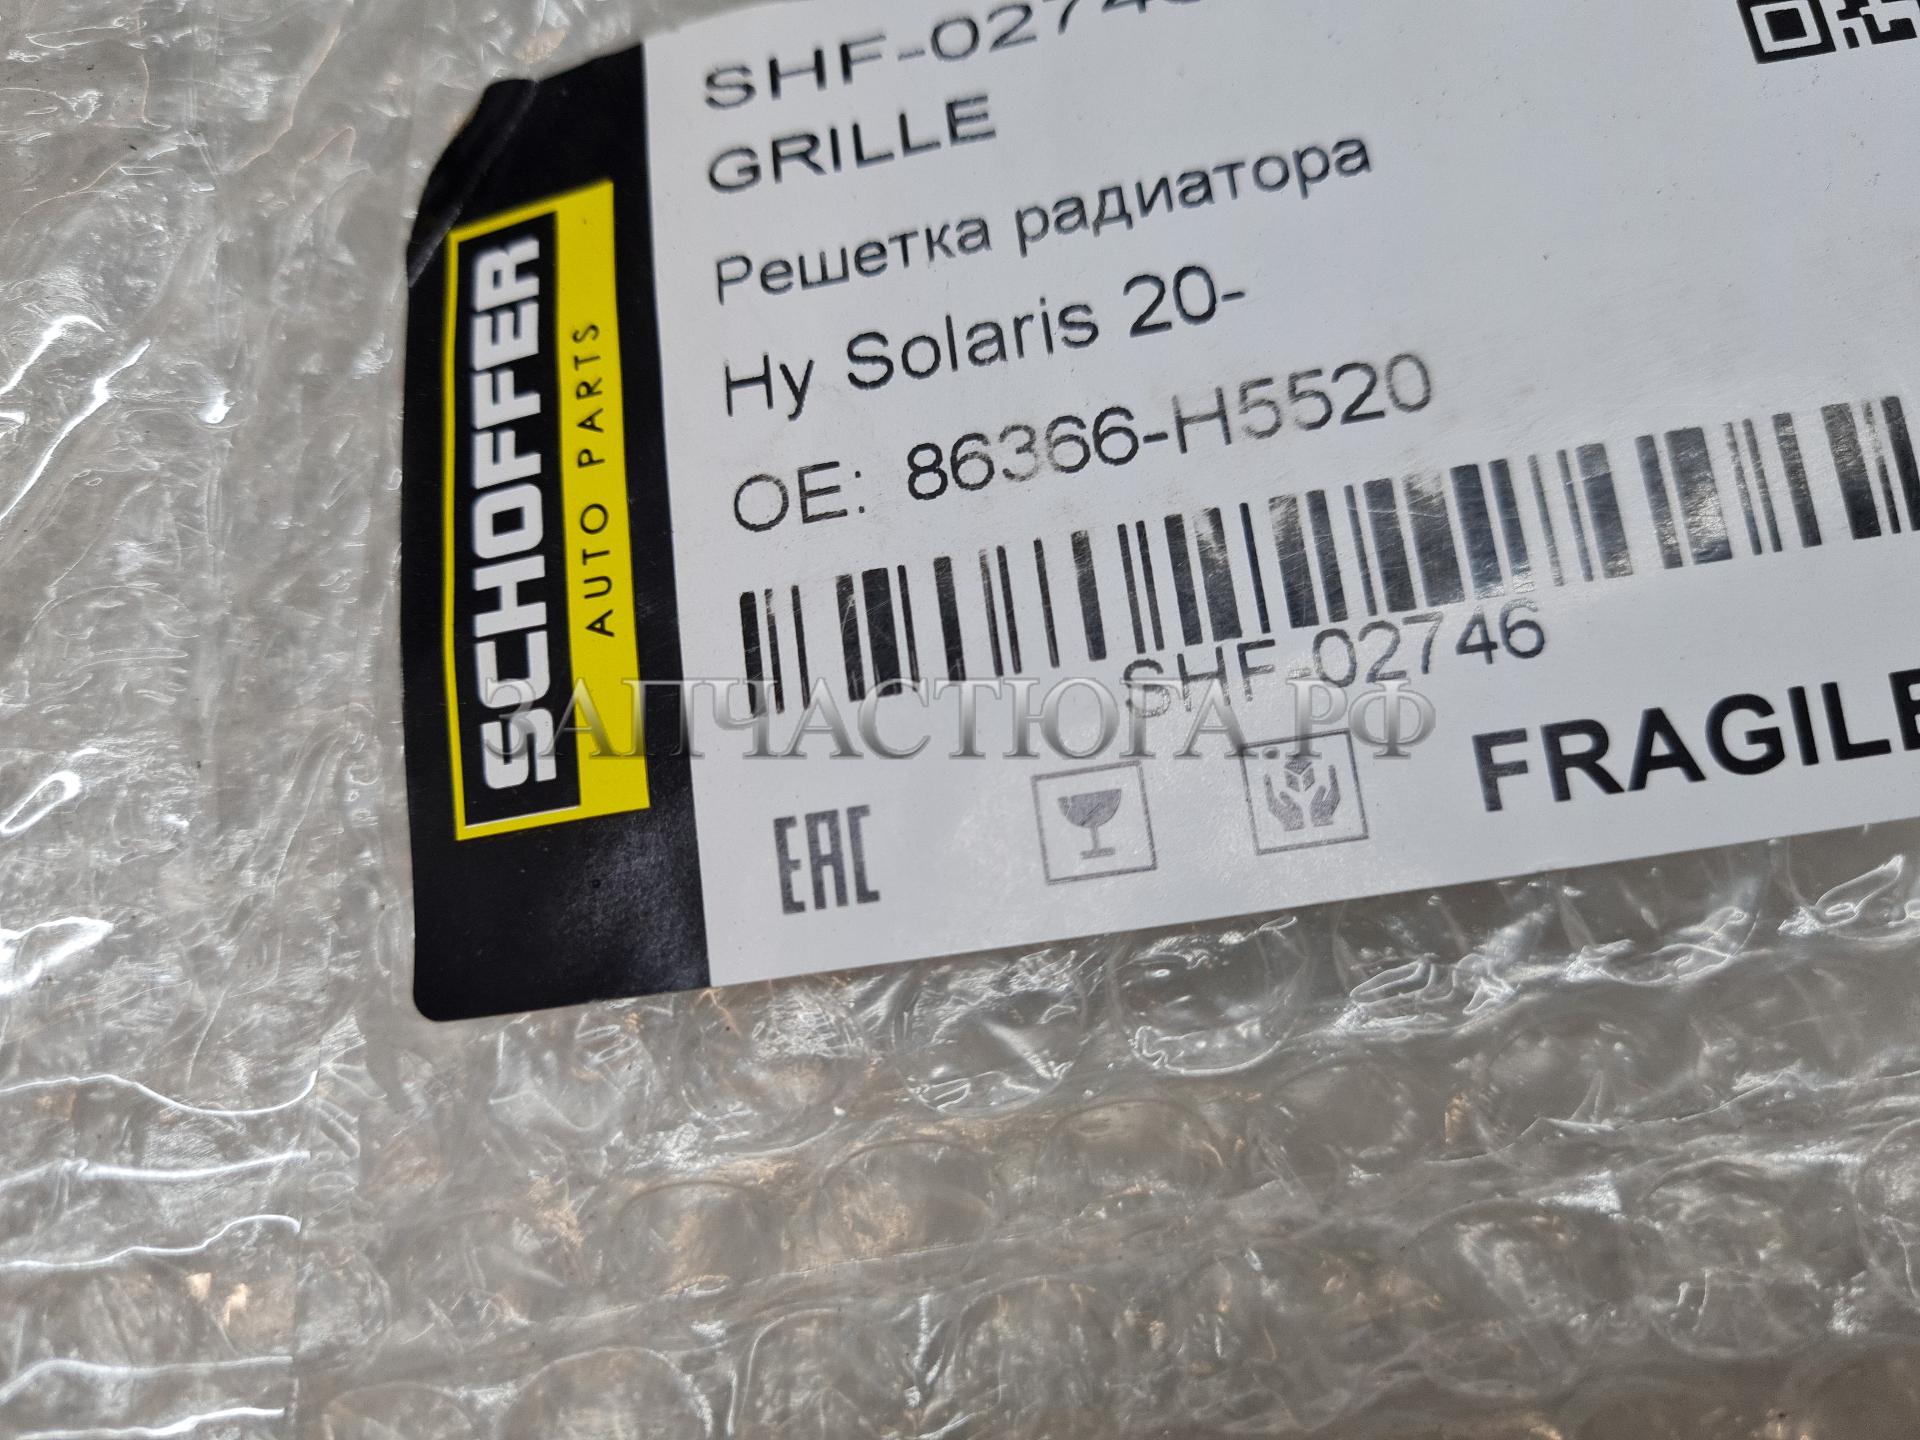 SHF-02746
GRILLE
Решетка радиатора
Hy Solaris 20-
OE: 86366-H5520
SHF-02746
ЗАПЧАСТЮГА.РФ
EAC
FRAGILE
SCHOFFER
AUTO PARTS